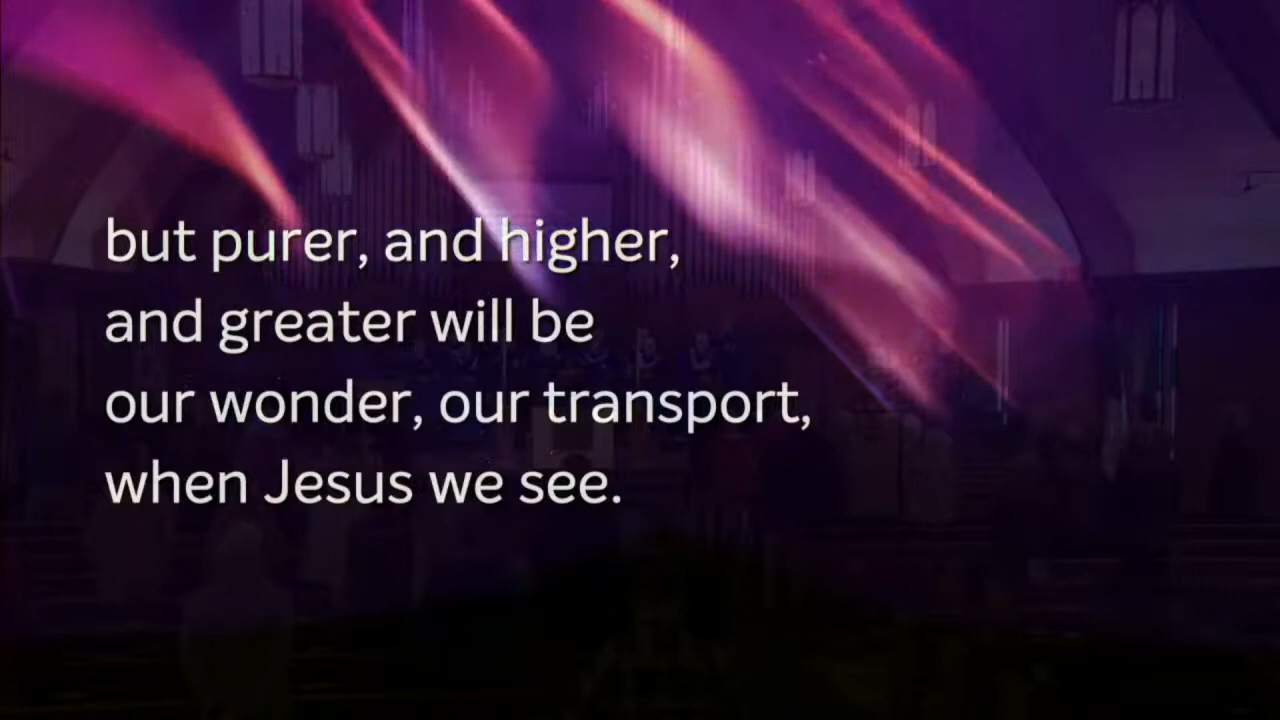 but purer, and higher,
and greater will be
our wonder, our transport,
when Jesus we see.